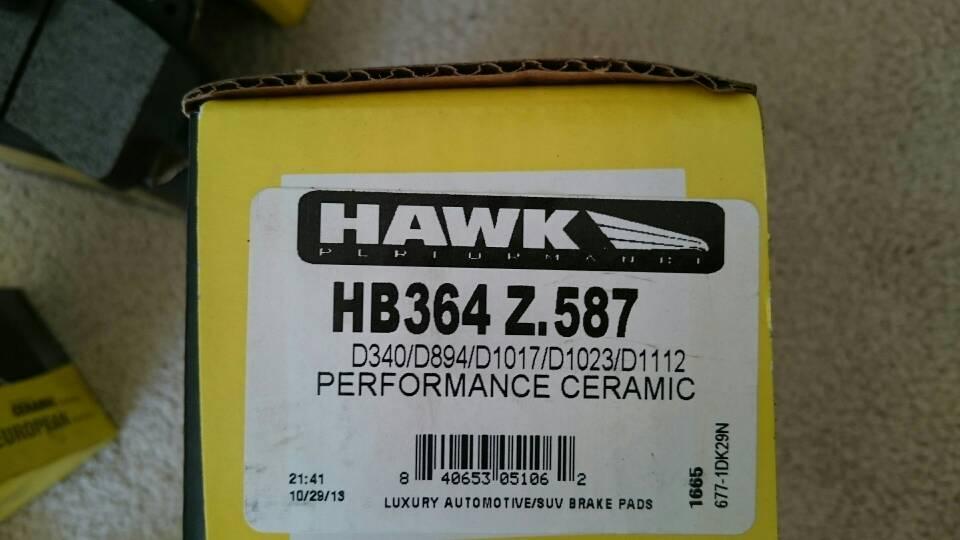 HAWK
PERFORMANCE
HB364 Z.587
D340/D894/D1017/D1023/D1112
PERFORMANCE CERAMIC
21:41
10/29/13
8 40653 05106 2
LUXURY AUTOMOTIVE/SUV BRAKE PADS
1665
677-1DK29N
CERAMIC
EUROPEAN